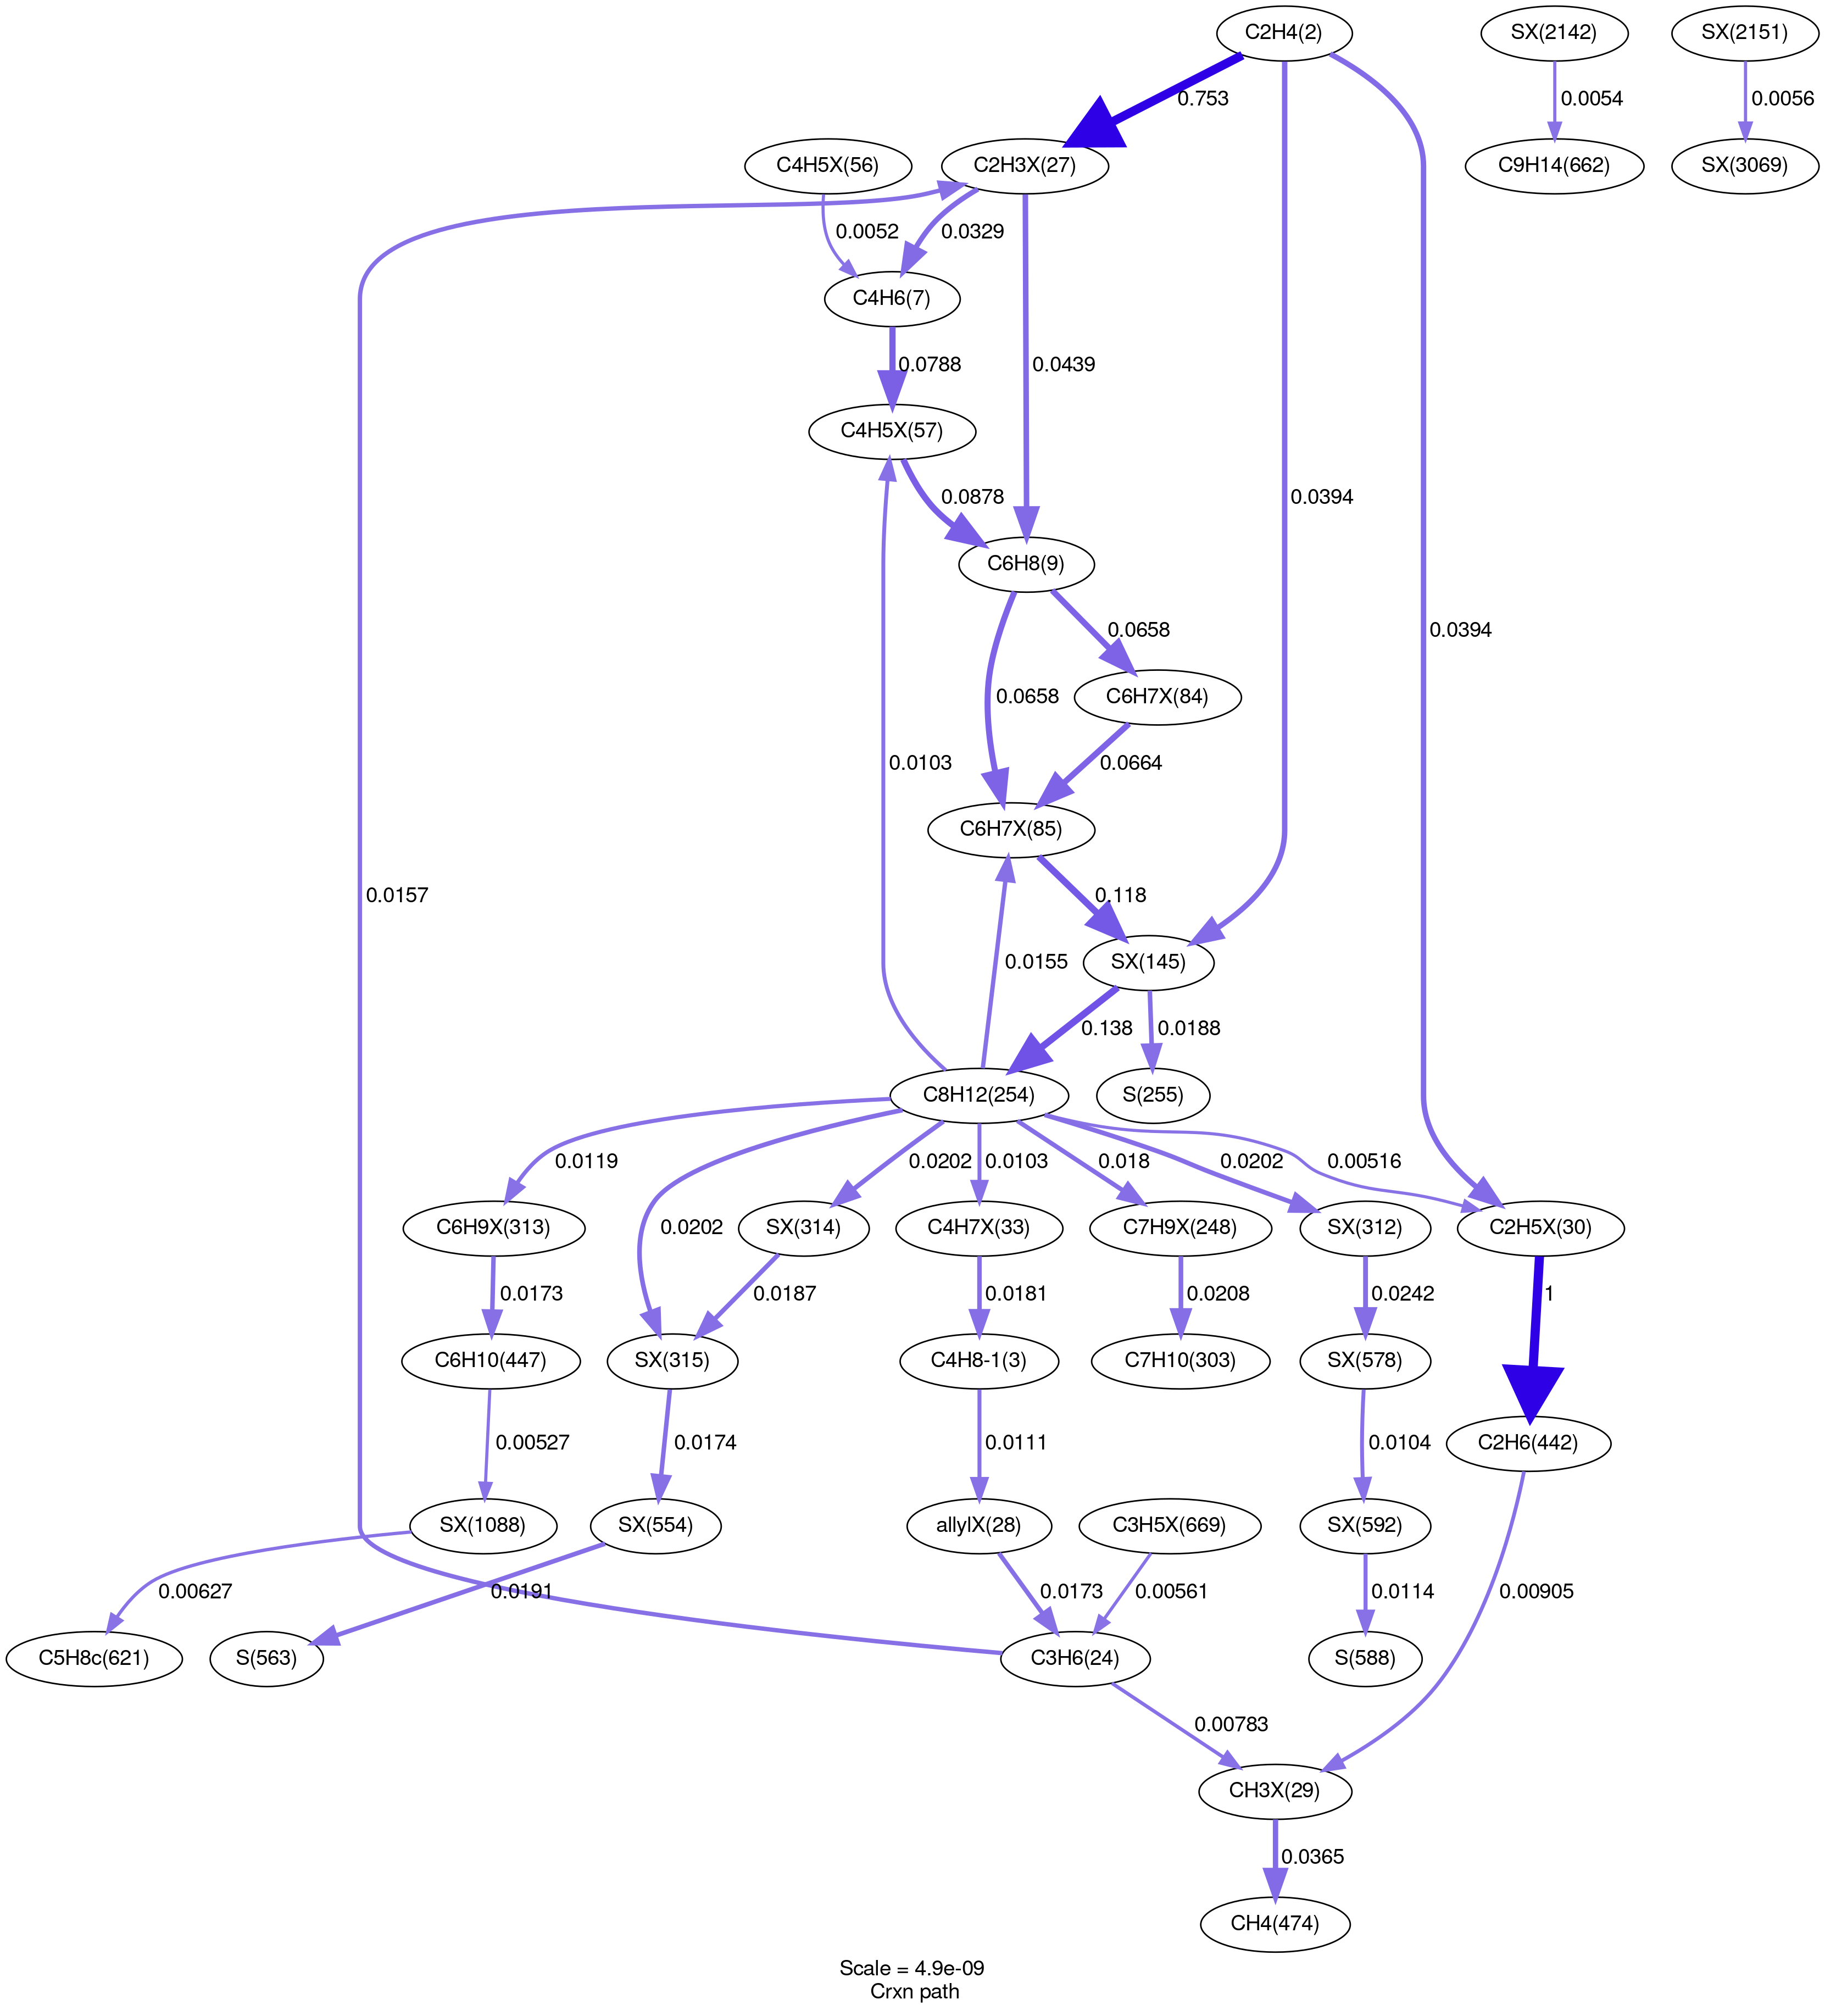 C2H4(2)
SX(2142)
SX(2151)
0.753
0.0054
0.0056
C4H5X(56)
C2H3X(27)
C9H14(662)
SX(3069)
0.0052
0.0329
C4H6(7)
0.0788
0.0439
C4H5X(57)
0.0878
0.0394
C6H8(9)
0.0658
0.0394
0.0658
C6H7X(84)
0.0103
0.0664
C6H7X(85)
0.0157
0.118
0.0155
SX(145)
0.138
0.0188
C8H12(254)
S(255)
0.0119
0.0202
0.0202
0.0103
0.018
0.0202
0.00516
C6H9X(313)
SX(314)
C4H7X(33)
C7H9X(248)
SX(312)
C2H5X(30)
0.0173
0.0187
0.0181
0.0208
0.0242
1
C6H10(447)
SX(315)
C4H8-1(3)
C7H10(303)
SX(578)
0.00527
0.0174
0.0111
0.0104
C2H6(442)
SX(1088)
SX(554)
allylX(28)
C3H5X(669)
SX(592)
0.00627
0.0191
0.0173
0.00561
0.0114
0.00905
C5H8c(621)
S(563)
C3H6(24)
S(588)
0.00783
CH3X(29)
0.0365
CH4(474)
Scale = 4.9e-09
Crxn path